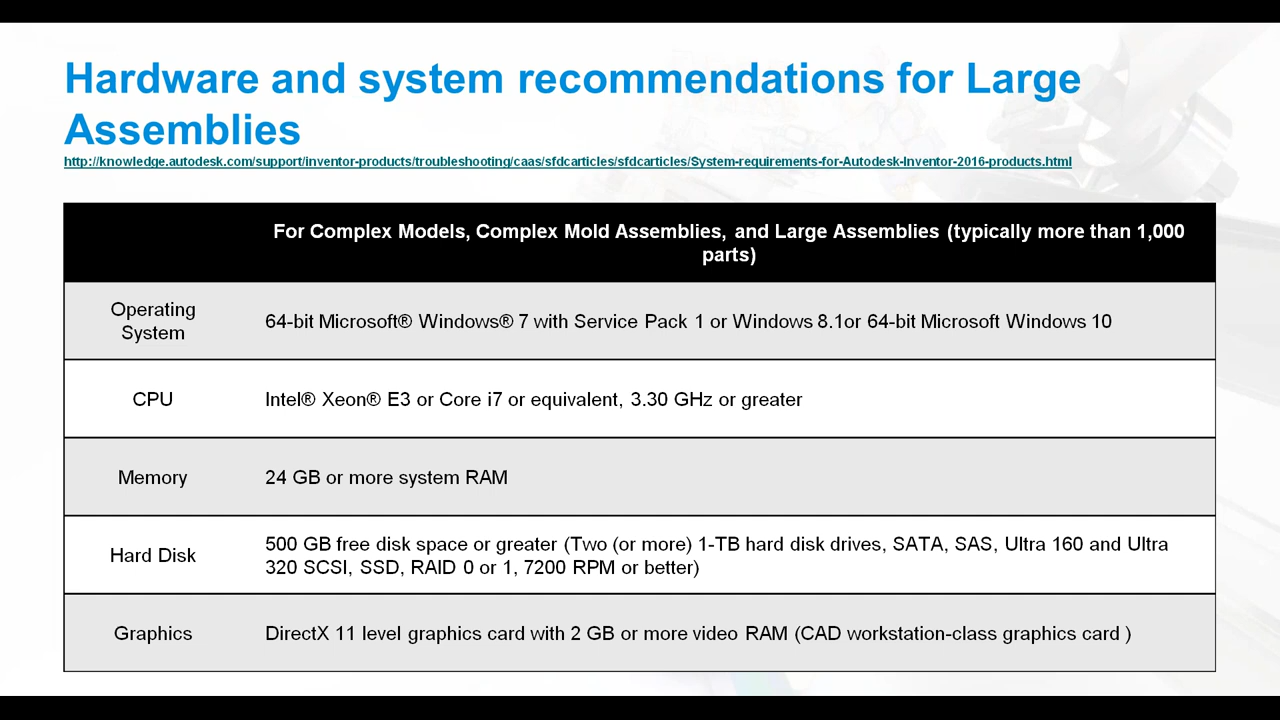 Hardware and system recommendations for Large
Assemblies
http://knowledge.autodesk.com/support/inventor-products/troubleshooting/caas/sfdcarticles/sfdcarticles/System-requirements-for-Autodesk-Inventor-2016-products.html
For Complex Models, Complex Mold Assemblies, and Large Assemblies (typically more than 1,000
parts)
Operating
System
64-bit Microsoft® Windows® 7 with Service Pack 1 or Windows 8.1or 64-bit Microsoft Windows 10
CPU
Intel® Xeon® E3 or Core i7 or equivalent, 3.30 GHz or greater
Memory
24 GB or more system RAM
Hard Disk
500 GB free disk space or greater (Two (or more) 1-TB hard disk drives, SATA, SAS, Ultra 160 and Ultra
320 SCSI, SSD, RAID 0 or 1, 7200 RPM or better)
Graphics
DirectX 11 level graphics card with 2 GB or more video RAM (CAD workstation-class graphics card )